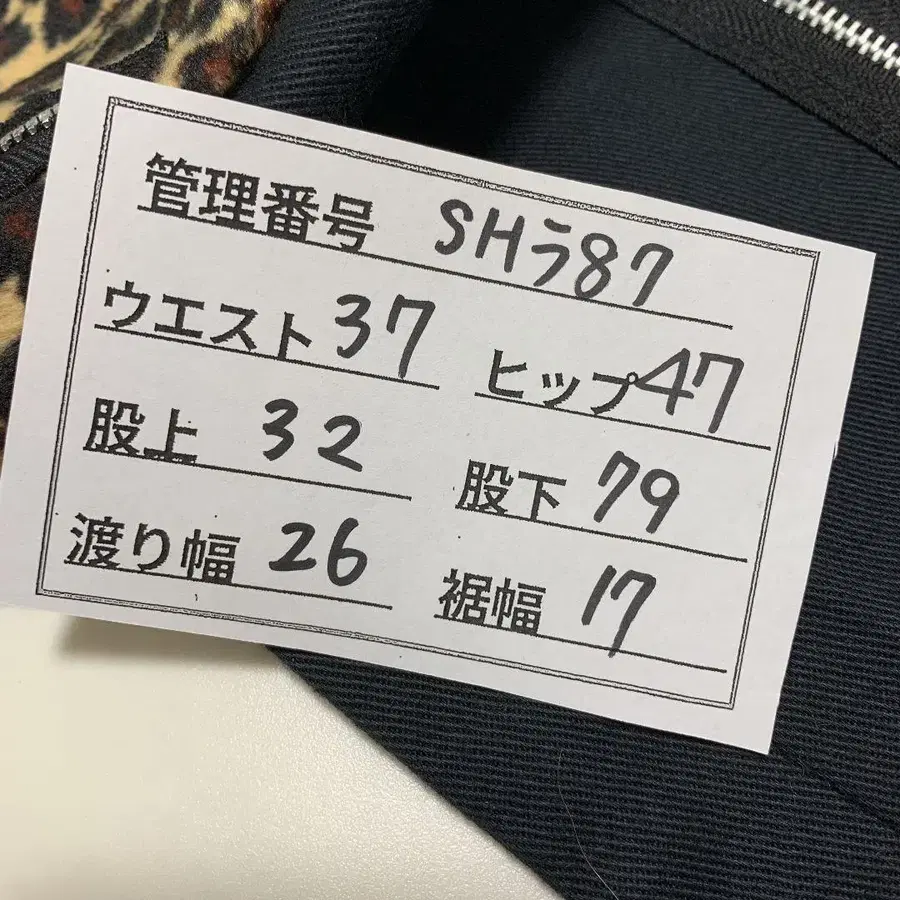 管理番号 SHう87
ウエスト 37 ヒップ 47
股上 32 股下 79
渡り幅 26 裾幅 17